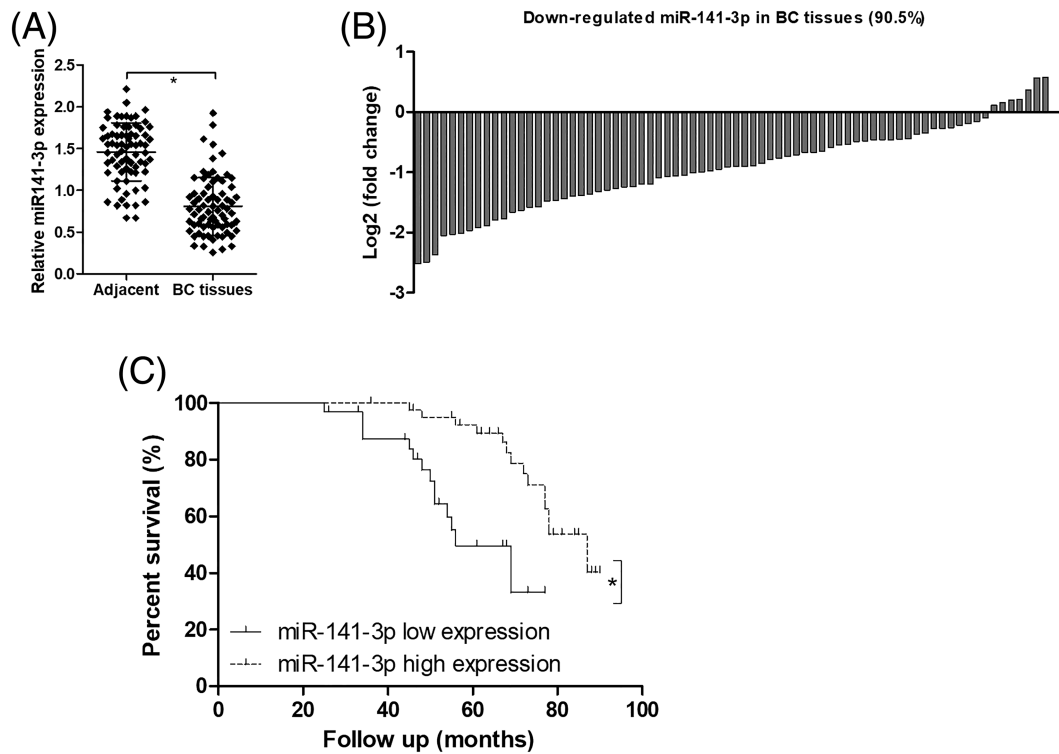 (A)
Relative miR141-3p expression
2.5
2.0
1.5
1.0
0.5
0.0
*
Adjacent BC tissues
(B)
Down-regulated miR-141-3p in BC tissues (90.5%)
Log2 (fold change)
1
0
-1
-2
-3
(C)
Percent survival (%)
100
80
60
40
20
0
*
miR-141-3p low expression
miR-141-3p high expression
0 20 40 60 80 100
Follow up (months)